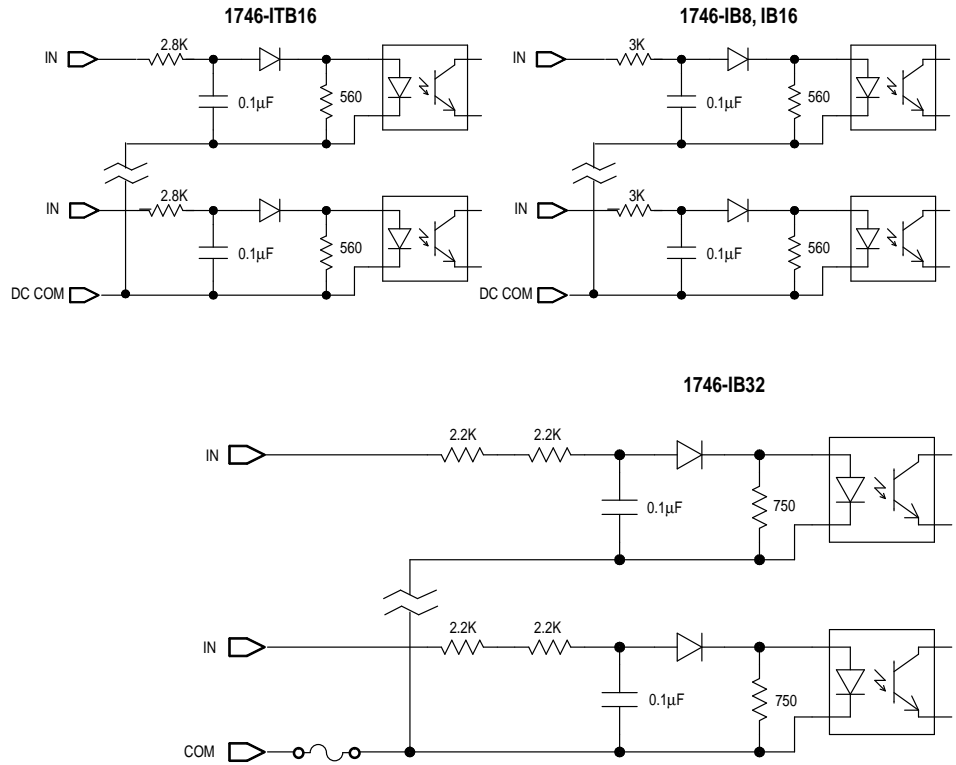 1746-ITB16
IN
2.8K
0.1µF
560
IN
2.8K
0.1µF
560
DC COM
1746-IB8, IB16
IN
3K
0.1µF
560
IN
3K
0.1µF
560
DC COM
1746-IB32
IN
2.2K
2.2K
0.1µF
750
IN
2.2K
2.2K
0.1µF
750
COM